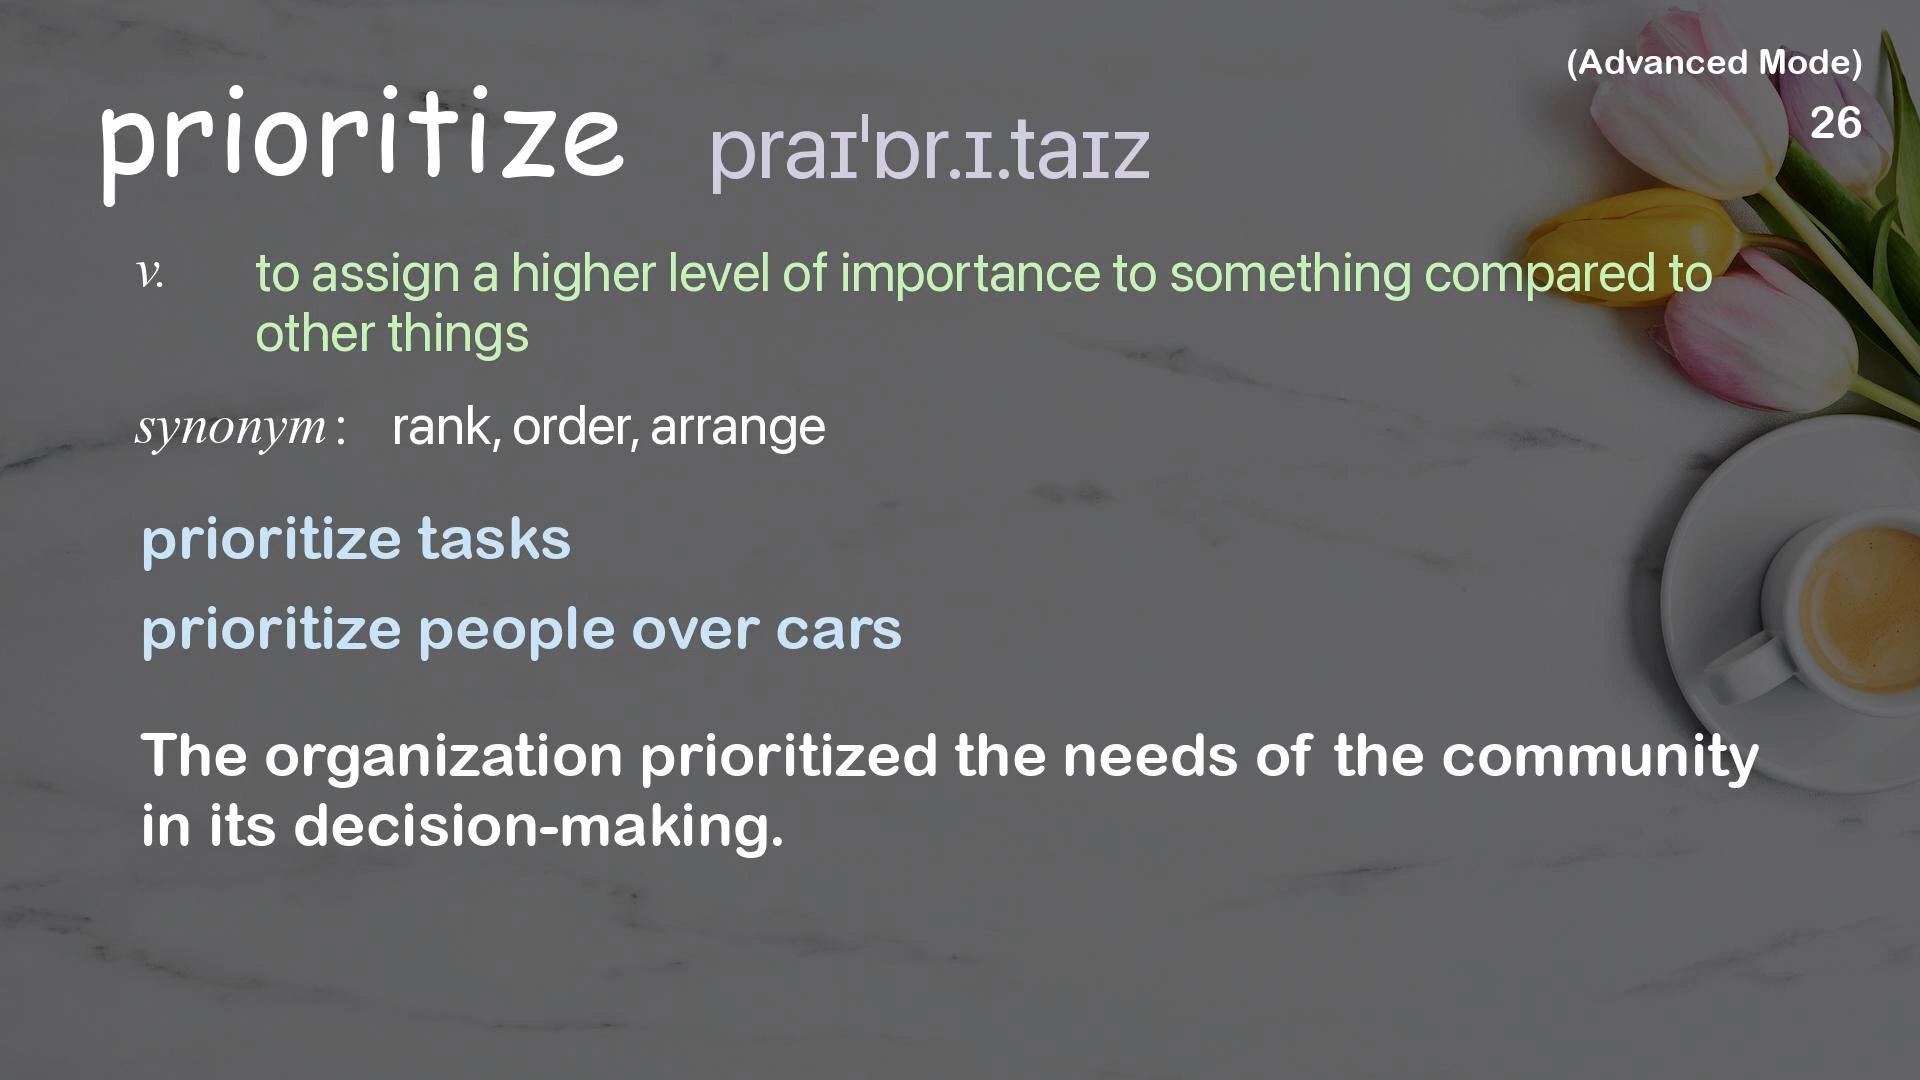 (Advanced Mode)
prioritize praɪˈɒr.ɪ.taɪz
26
v. to assign a higher level of importance to something compared to
other things
synonym: rank, order, arrange
prioritize tasks
prioritize people over cars
The organization prioritized the needs of the community
in its decision-making.